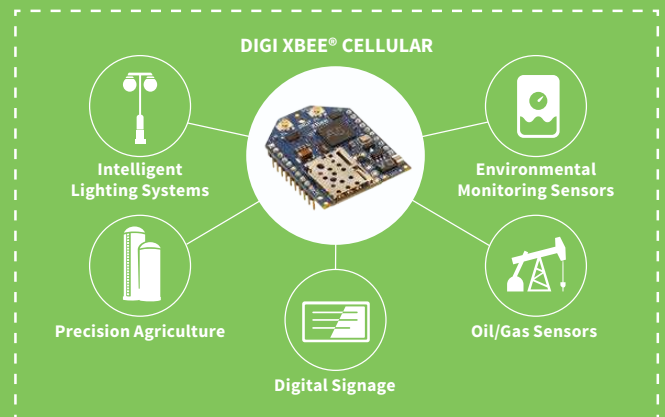 DIGI XBEE® CELLULAR
Intelligent
Lighting Systems
Environmental
Monitoring Sensors
Precision Agriculture
Oil/Gas Sensors
Digital Signage